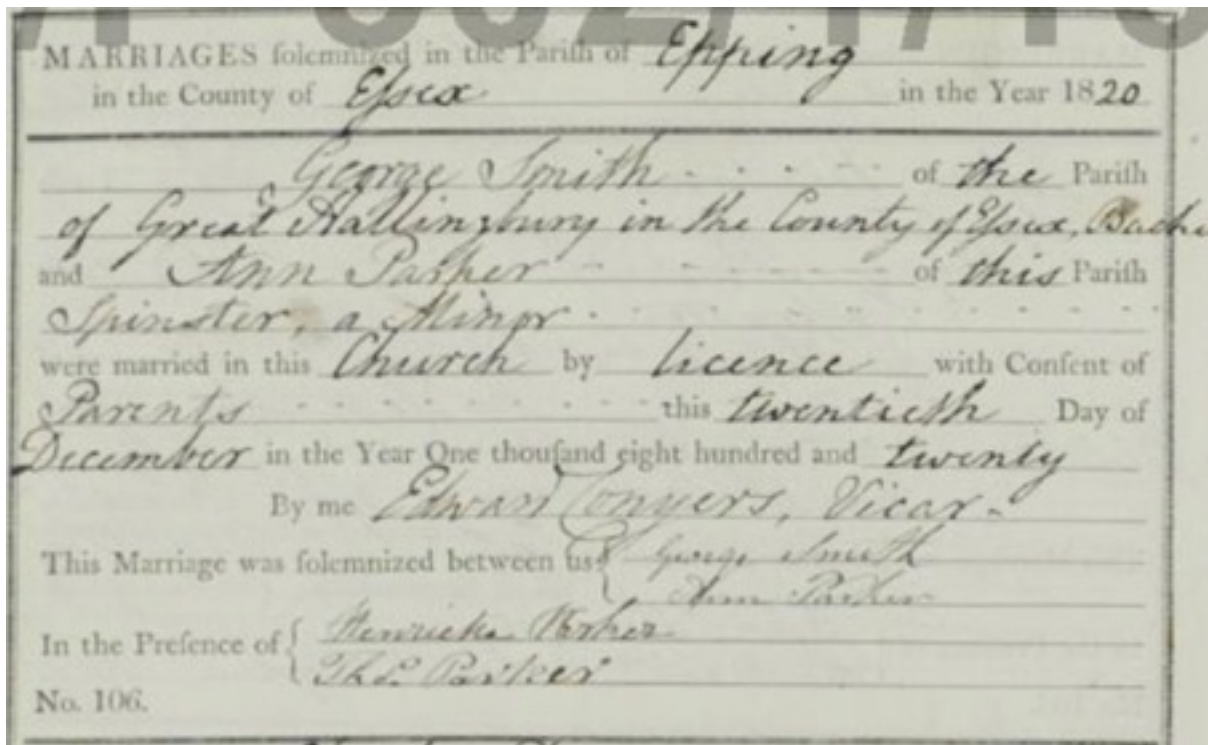 MARRIAGES ſolemnized in the Pariſh of Epping
in the County of Eſsex in the Year 1820
George Smith of the Pariſh
of Great Hallingbury in the County of Eſsex, Bache
and Ann Parker of this Pariſh
Spinster, a Minor
were married in this Church by licence with Conſent of
Parents this twentieth Day of
December in the Year One thouſand eight hundred and twenty
By me Edward Conyers, Vicar
This Marriage was ſolemnized between us George Smith
Ann Parker
In the Preſence of Parker
Thos. Parker
No. 106.